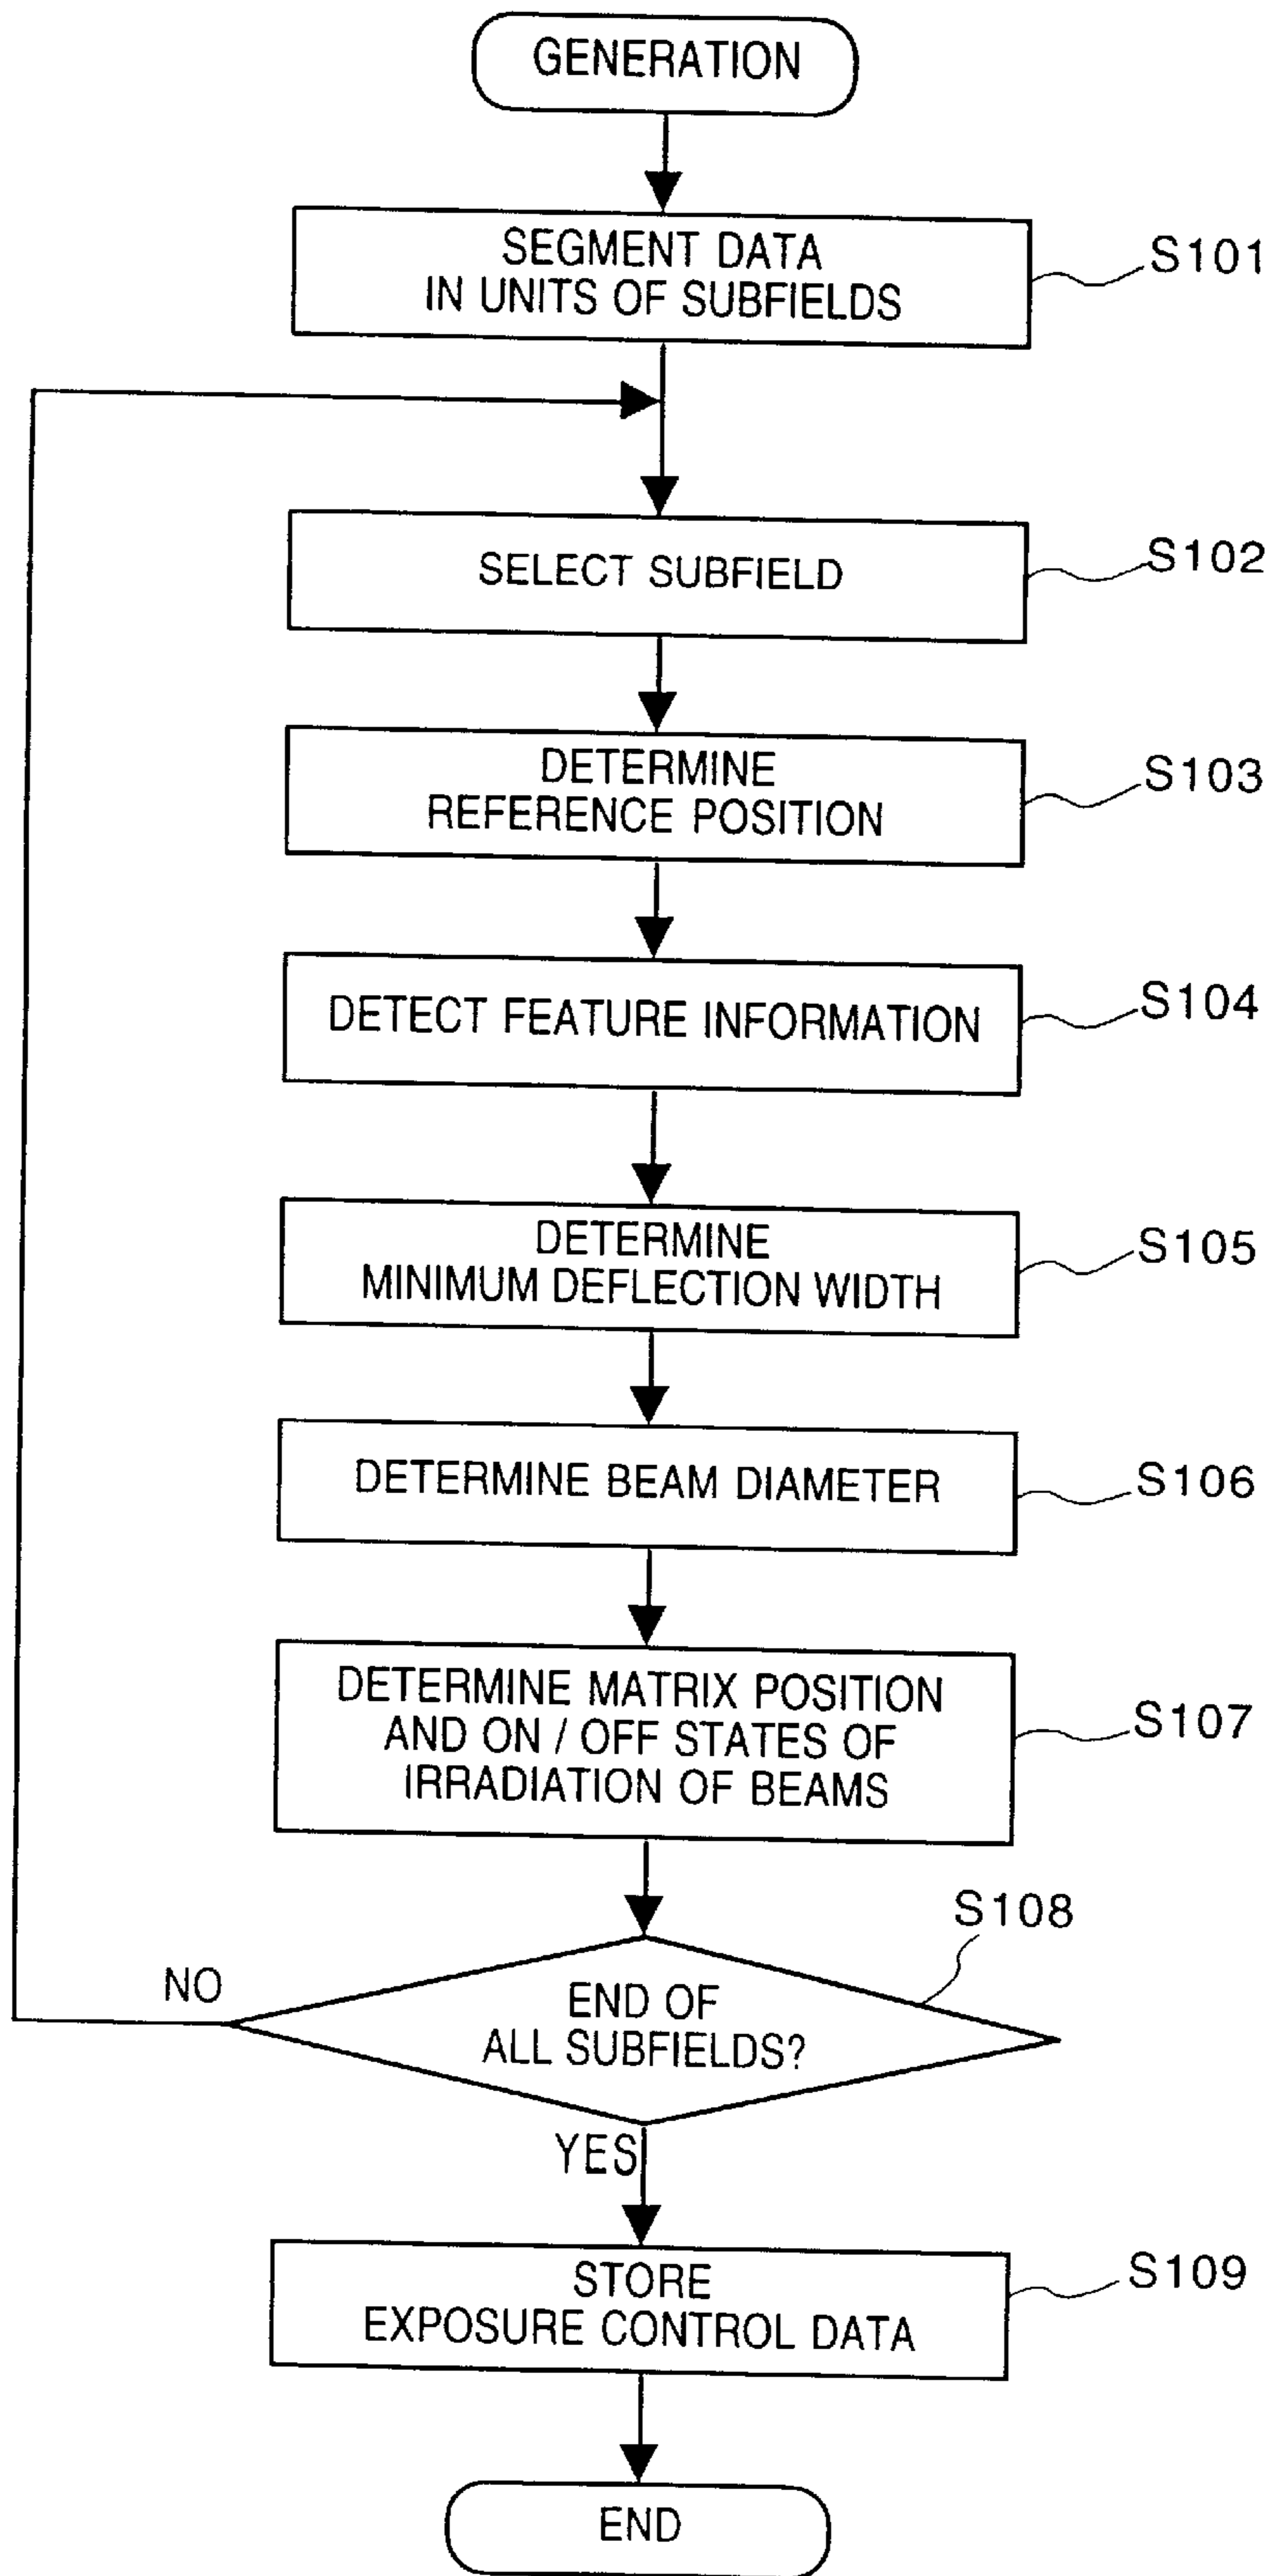 GENERATION
SEGMENT DATA
IN UNITS OF SUBFIELDS
S101
SELECT SUBFIELD
S102
DETERMINE
REFERENCE POSITION
S103
DETECT FEATURE INFORMATION
S104
DETERMINE
MINIMUM DEFLECTION WIDTH
S105
DETERMINE BEAM DIAMETER
S106
DETERMINE MATRIX POSITION
AND ON / OFF STATES OF
IRRADIATION OF BEAMS
S107
S108
NO
END OF
ALL SUBFIELDS?
YES
STORE
EXPOSURE CONTROL DATA
S109
END